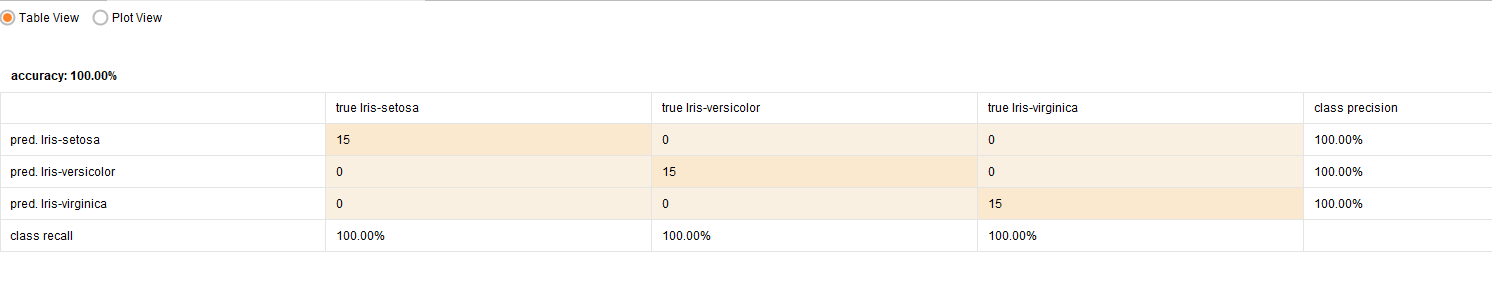 Table View Plot View
accuracy: 100.00%
true Iris-setosa true Iris-versicolor true Iris-virginica class precision
pred. Iris-setosa 15 0 0 100.00%
pred. Iris-versicolor 0 15 0 100.00%
pred. Iris-virginica 0 0 15 100.00%
class recall 100.00% 100.00% 100.00%